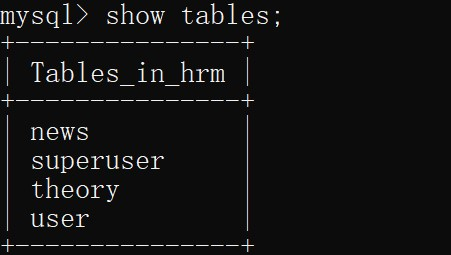 mysql> show tables;
+---------------+
| Tables_in_hrm |
+---------------+
| news          |
| superuser     |
| theory        |
| user          |
+---------------+